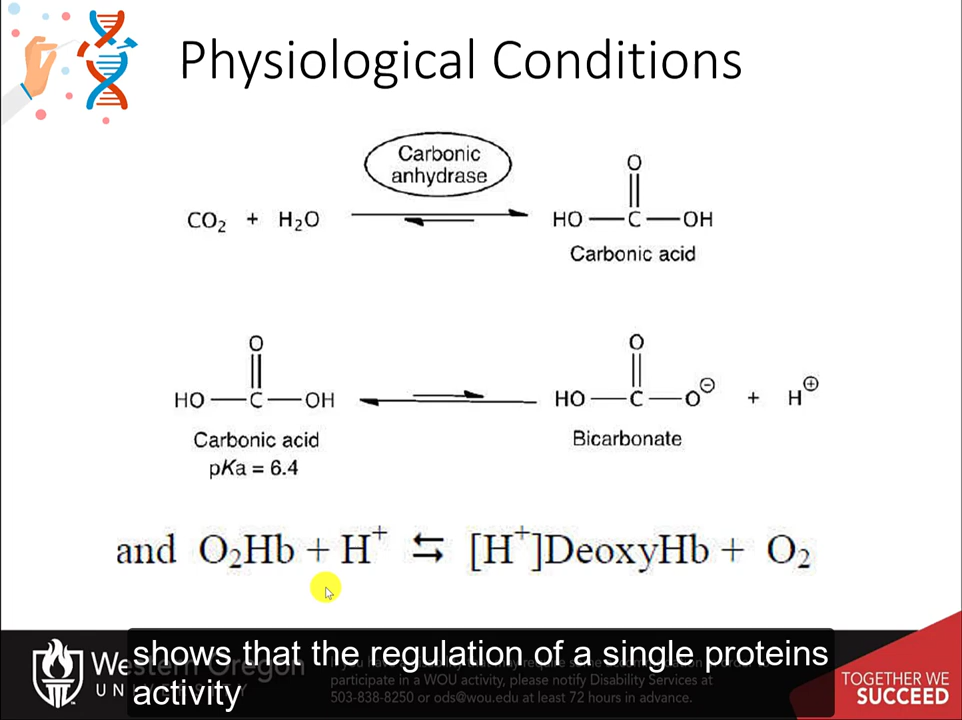 Physiological Conditions
Carbonic
anhydrase
CO₂ + H₂O
O
HO — C — OH
Carbonic acid
O
HO — C — OH
Carbonic acid
pKa = 6.4
O
HO — C — O⊖ + H⊕
Bicarbonate
and O₂Hb + H⁺ ⇆ [H⁺]DeoxyHb + O₂
shows that the regulation of a single proteins
activity
participate in a WOU activity, please notify Disability Services at
503-838-8250 or ods@wou.edu at least 72 hours in advance.
TOGETHER WE
SUCCEED